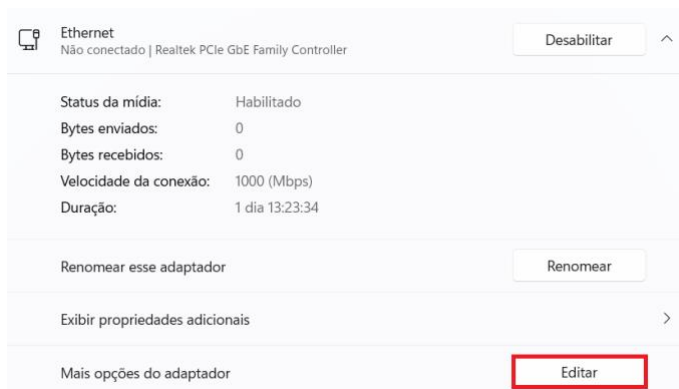 Ethernet
Não conectado | Realtek PCIe GbE Family Controller
Desabilitar
Status da mídia: Habilitado
Bytes enviados: 0
Bytes recebidos: 0
Velocidade da conexão: 1000 (Mbps)
Duração: 1 dia 13:23:34
Renomear esse adaptador Renomear
Exibir propriedades adicionais
Mais opções do adaptador Editar